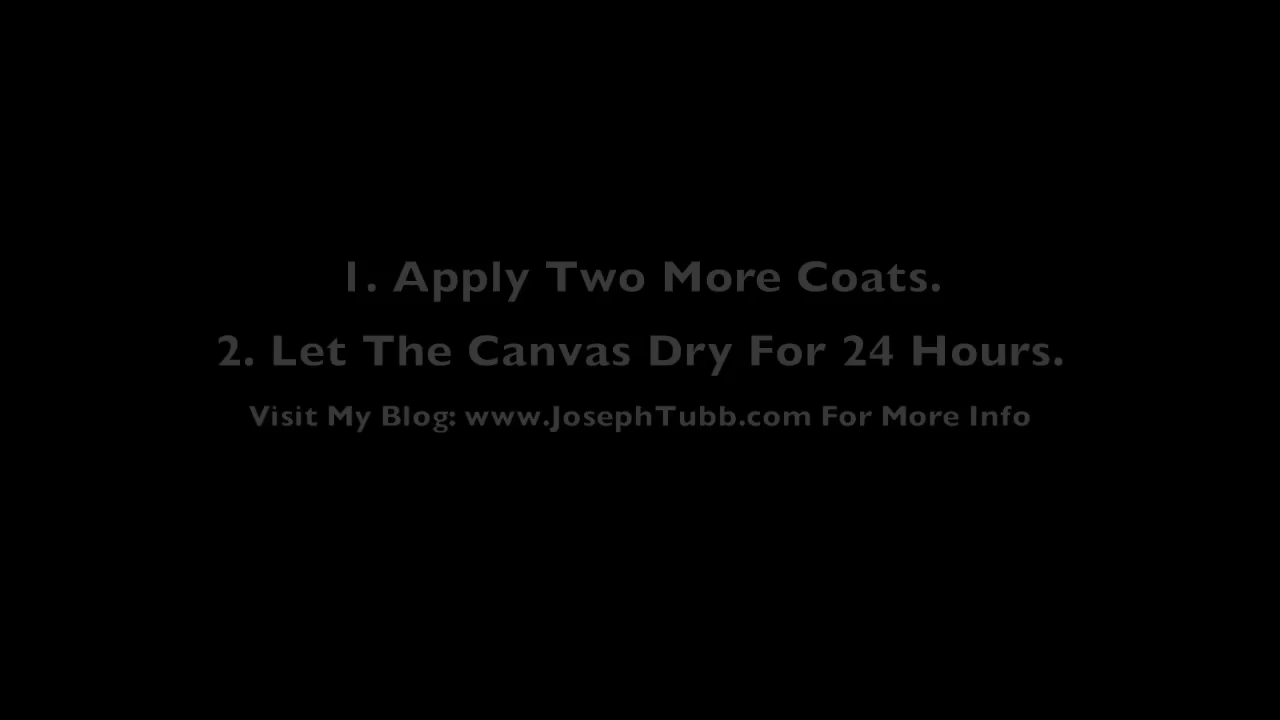 1. Apply Two More Coats.
2. Let The Canvas Dry For 24 Hours.
Visit My Blog: www.JosephTubb.com For More Info